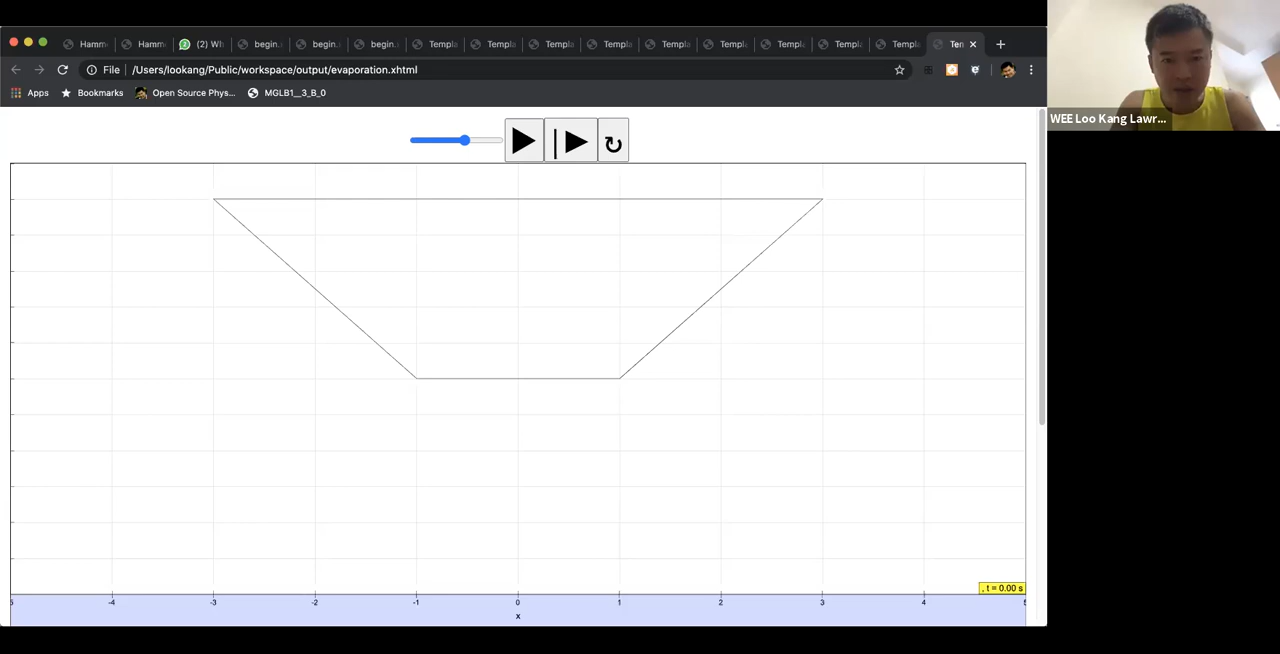 Hamm
Hamm
(2) Wh
begin.
begin.
begin.
Templa
Templa
Templa
Templa
Templa
Templ
Templa
Templa
Templa
Ten
File
/Users/lookang/Public/workspace/output/evaporation.xhtml
Apps
Bookmarks
Open Source Phys...
MGLB1__3_B_0
WEE Loo Kang Lawr...
, t = 0.00 s
-4 -3 -2 -1 0 1 2 3 4
x